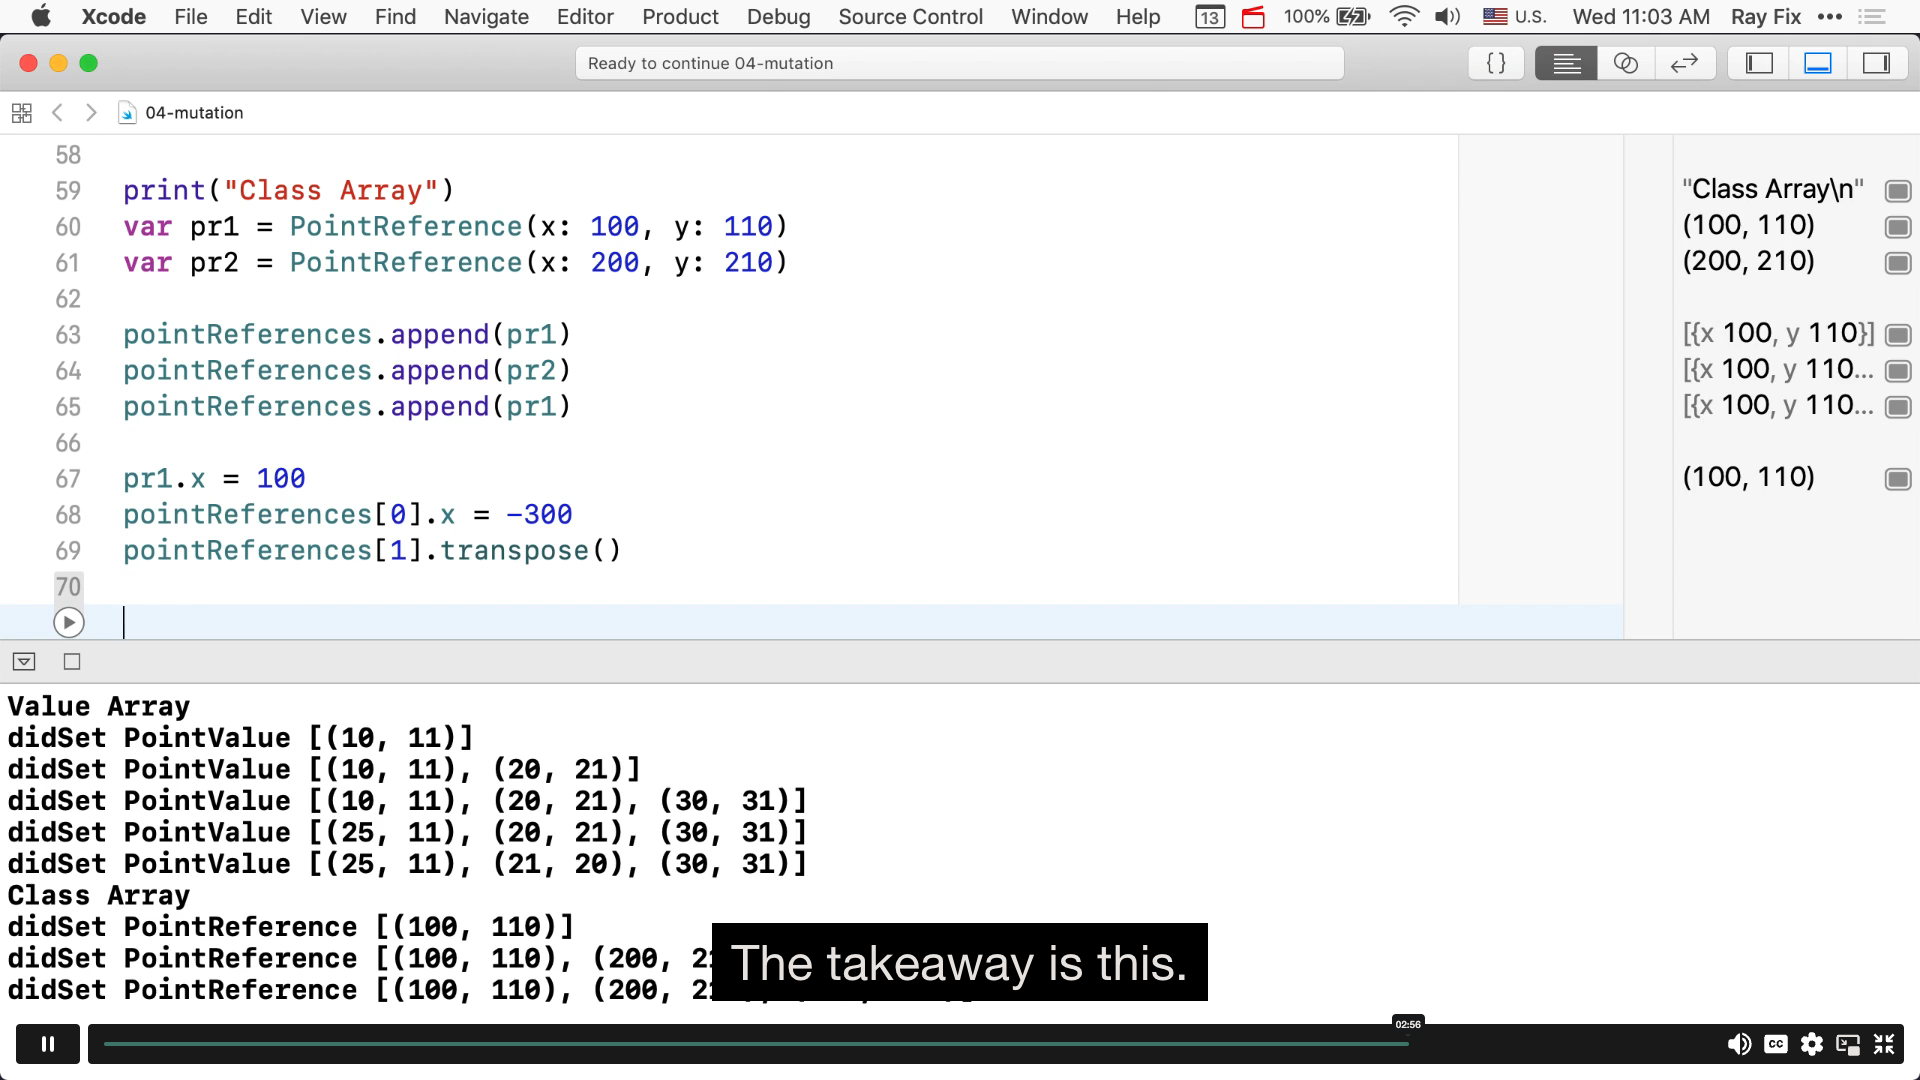 Xcode File Edit View Find Navigate Editor Product Debug Source Control Window Help 13 100% U.S. Wed 11:03 AM Ray Fix
Ready to continue 04-mutation
{}
04-mutation
58
59 print("Class Array") "Class Array\n"
60 var pr1 = PointReference(x: 100, y: 110) (100, 110)
61 var pr2 = PointReference(x: 200, y: 210) (200, 210)
62
63 pointReferences.append(pr1) [{x 100, y 110}]
64 pointReferences.append(pr2) [{x 100, y 110...
65 pointReferences.append(pr1) [{x 100, y 110...
66
67 pr1.x = 100 (100, 110)
68 pointReferences[0].x = -300
69 pointReferences[1].transpose()
70
Value Array
didSet PointValue [(10, 11)]
didSet PointValue [(10, 11), (20, 21)]
didSet PointValue [(10, 11), (20, 21), (30, 31)]
didSet PointValue [(25, 11), (20, 21), (30, 31)]
didSet PointValue [(25, 11), (21, 20), (30, 31)]
Class Array
didSet PointReference [(100, 110)]
didSet PointReference [(100, 110), (200,
didSet PointReference [(100, 110), (200,
The takeaway is this.
02:56
CC